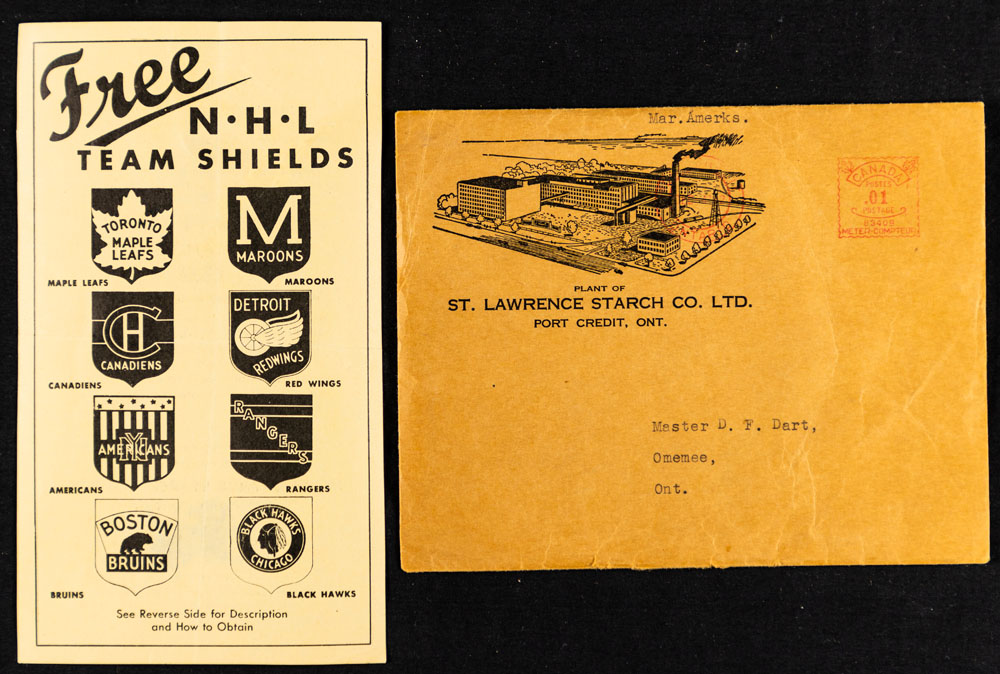 Free
N·H·L
TEAM SHIELDS
TORONTO
MAPLE
LEAFS
MAPLE LEAFS
M
MAROONS
MAROONS
CH
CANADIENS
CANADIENS
DETROIT
REDWINGS
RED WINGS
NY
AMERICANS
AMERICANS
RANGERS
RANGERS
BOSTON
BRUINS
BRUINS
BLACK HAWKS
CHICAGO
BLACK HAWKS
See Reverse Side for Description
and How to Obtain
Mar.Amerks.
CANADA
POSTES
.01
POSTAGE
METER-COMPTEUR
PLANT OF
ST. LAWRENCE STARCH CO. LTD.
PORT CREDIT, ONT.
Master D. F. Dart,
Omemee,
Ont.